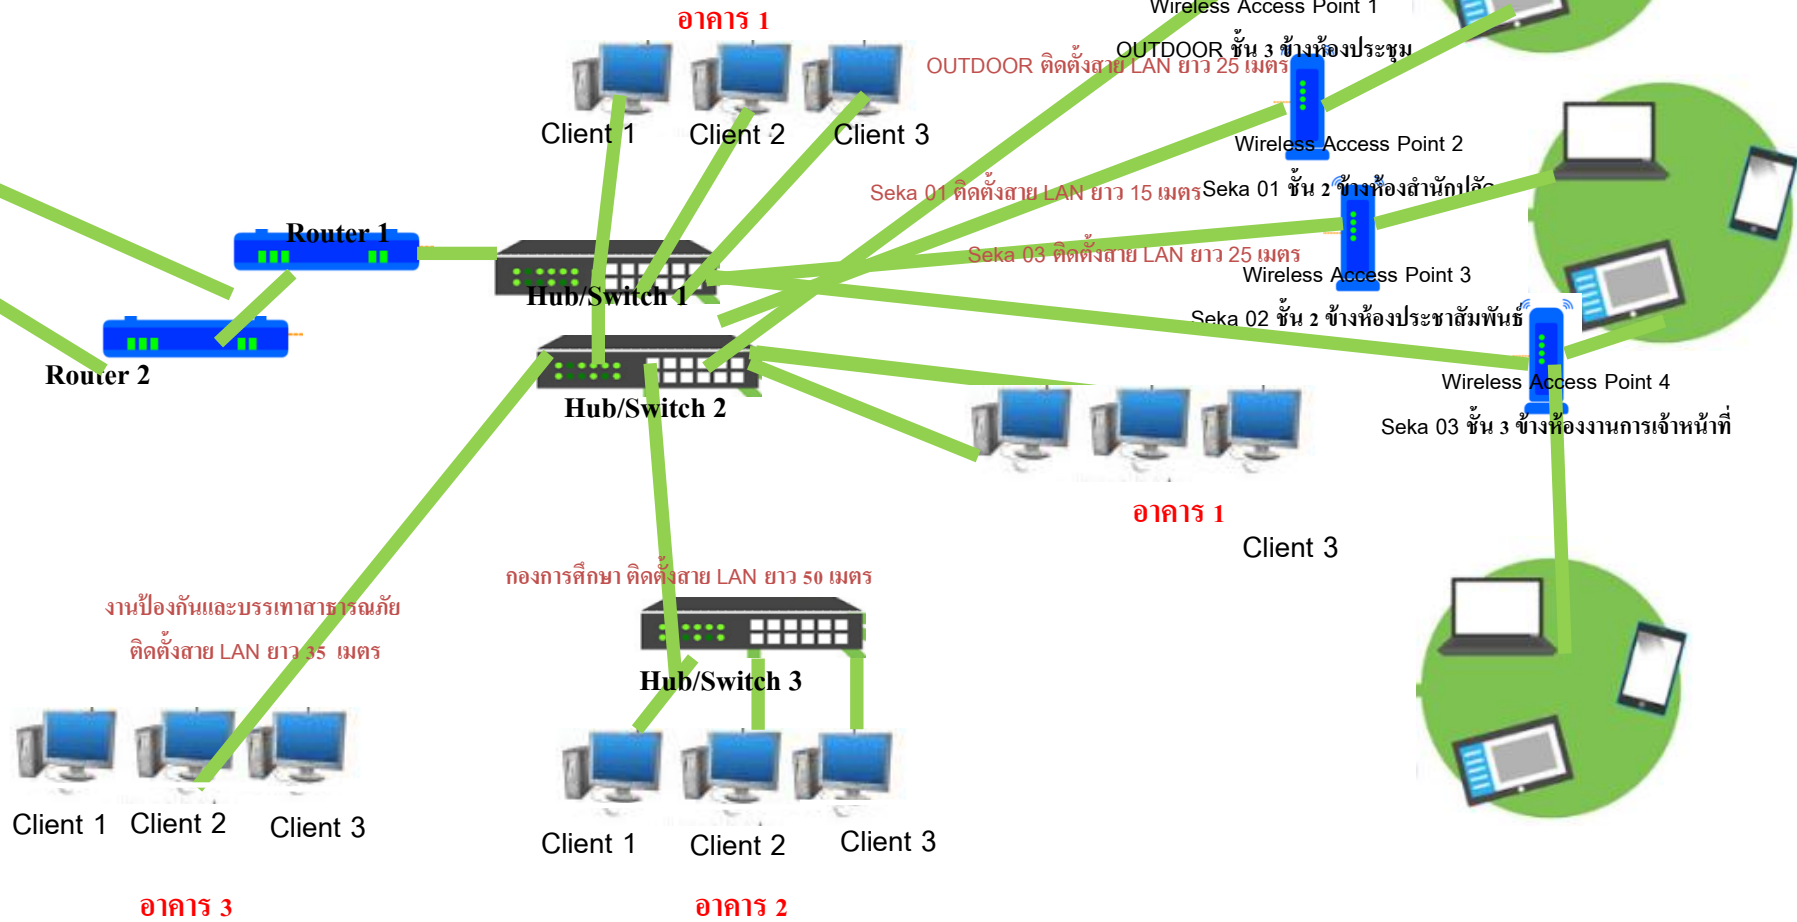 อาคาร 1
Wireless Access Point 1
OUTDOOR ชั้น 3 ข้างห้องประชุม
OUTDOOR ติดตั้งสาย LAN ยาว 25 เมตร
Client 1
Client 2
Client 3
Wireless Access Point 2
Seka 01 ติดตั้งสาย LAN ยาว 15 เมตร
Seka 01 ชั้น 2 ข้างห้องสำนักปลัด
Router 1
Seka 03 ติดตั้งสาย LAN ยาว 25 เมตร
Wireless Access Point 3
Hub/Switch 1
Seka 02 ชั้น 2 ข้างห้องประชาสัมพันธ์
Router 2
Wireless Access Point 4
Hub/Switch 2
Seka 03 ชั้น 3 ข้างห้องงานการเจ้าหน้าที่
อาคาร 1
Client 3
กองการศึกษา ติดตั้งสาย LAN ยาว 50 เมตร
งานป้องกันและบรรเทาสาธารณภัย
ติดตั้งสาย LAN ยาว 35 เมตร
Hub/Switch 3
Client 1
Client 2
Client 3
Client 1
Client 2
Client 3
อาคาร 3
อาคาร 2